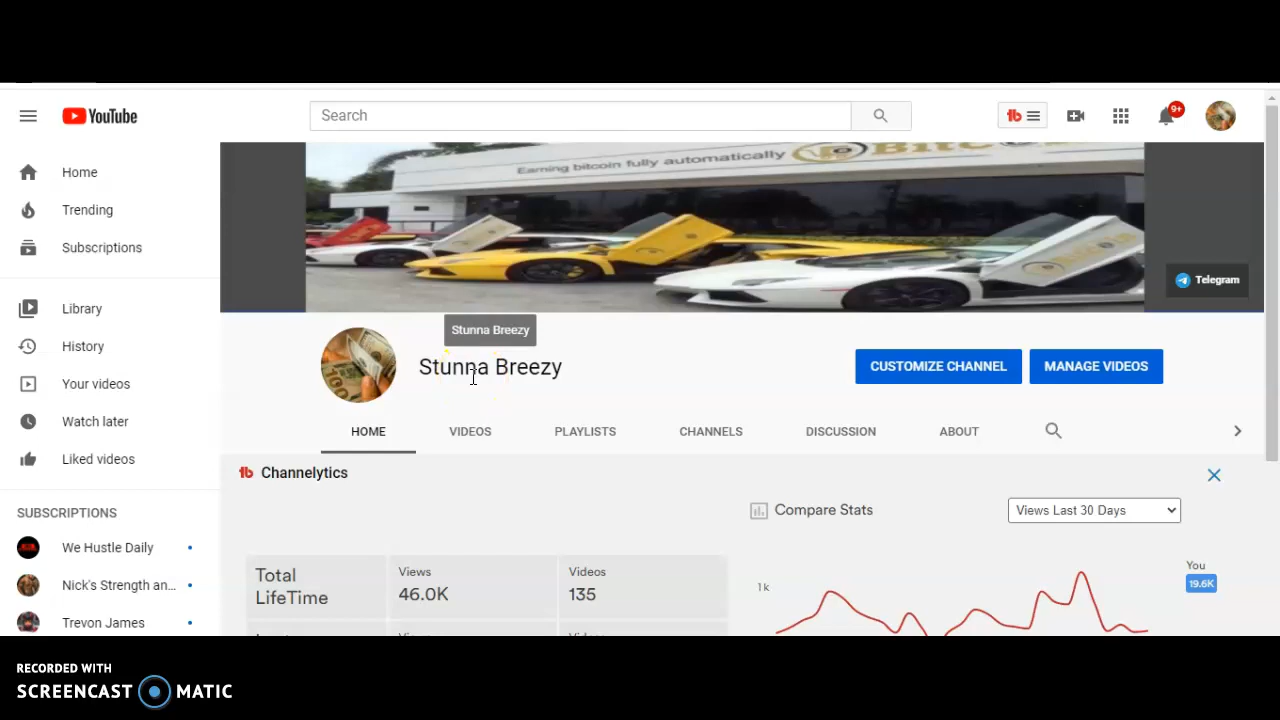 YouTube
Search
9+
Home
Trending
Subscriptions
Library
History
Your videos
Watch later
Liked videos
SUBSCRIPTIONS
We Hustle Daily
Nick's Strength an...
Trevon James
Earning bitcoin fully automatically
Telegram
Stunna Breezy
Stunna Breezy
CUSTOMIZE CHANNEL
MANAGE VIDEOS
HOME
VIDEOS
PLAYLISTS
CHANNELS
DISCUSSION
ABOUT
tb Channelytics
Compare Stats
Views Last 30 Days
Total LifeTime
Views
46.0K
Videos
135
1k
You
19.6K
RECORDED WITH
SCREENCAST MATIC